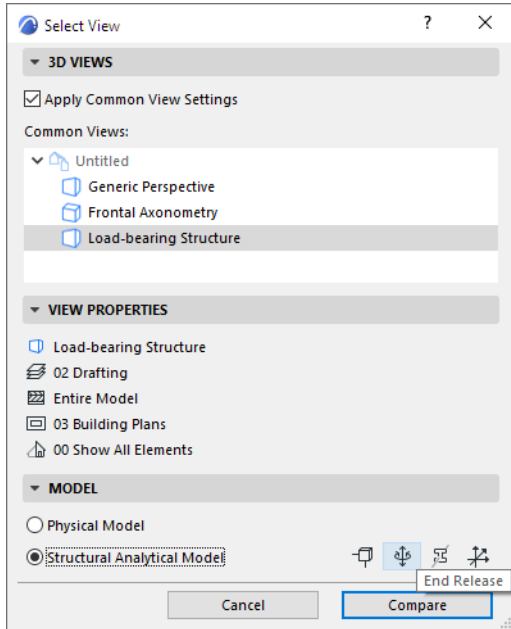 Select View
?
3D VIEWS
Apply Common View Settings
Common Views:
Untitled
Generic Perspective
Frontal Axonometry
Load-bearing Structure
VIEW PROPERTIES
Load-bearing Structure
02 Drafting
Entire Model
03 Building Plans
00 Show All Elements
MODEL
Physical Model
Structural Analytical Model
End Release
Cancel
Compare